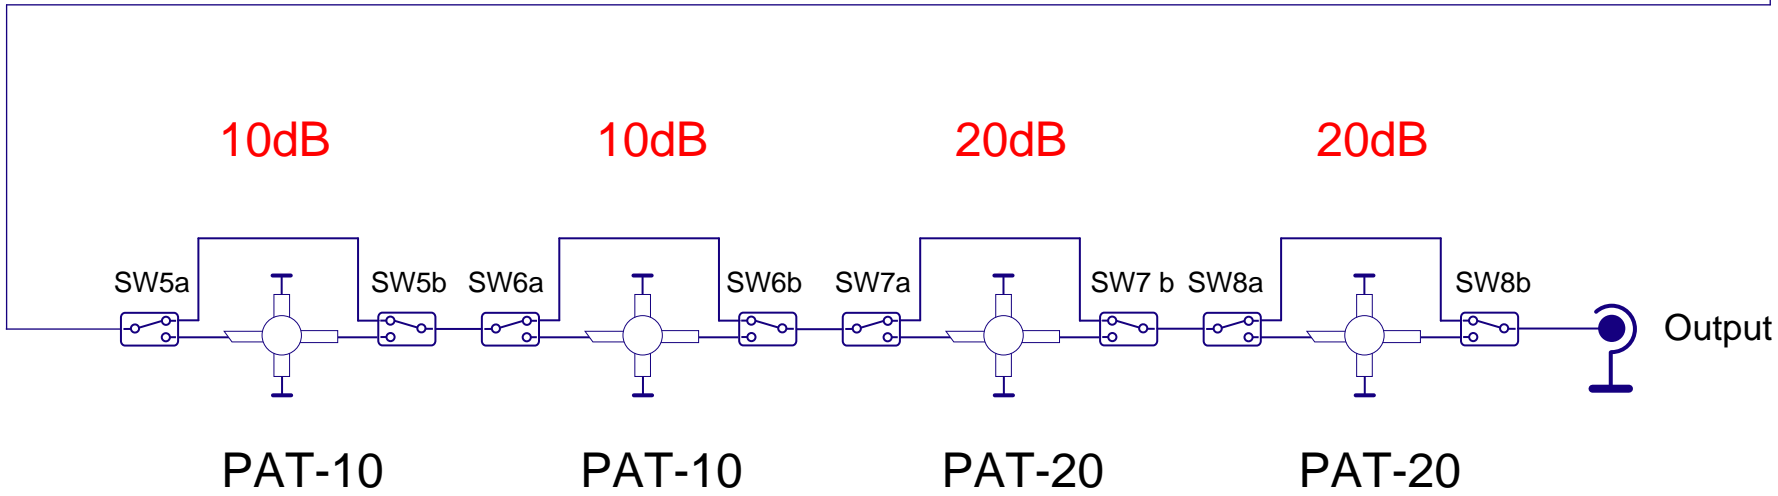 10dB 10dB 20dB 20dB
SW5a SW5b SW6a SW6b SW7a SW7 b SW8a SW8b
Output
PAT-10 PAT-10 PAT-20 PAT-20